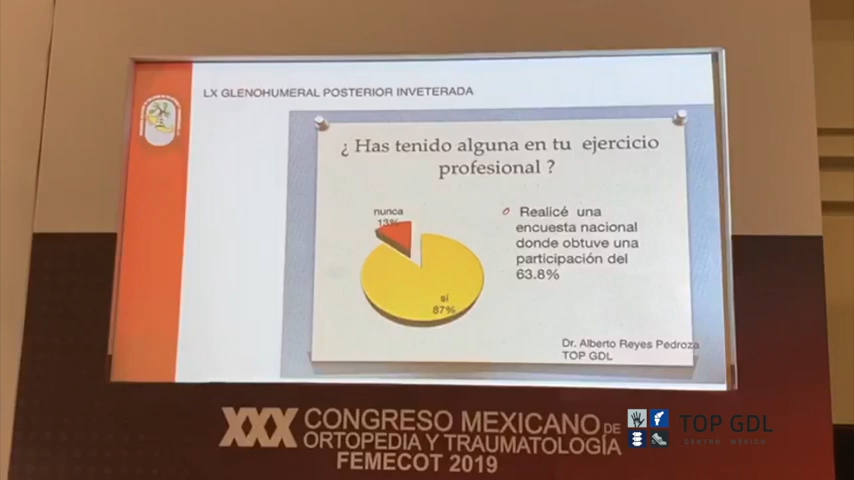 LX GLENOHUMERAL POSTERIOR INVETERADA
¿ Has tenido alguna en tu ejercicio
profesional ?
nunca
13%
sí
87%
Realicé una
encuesta nacional
donde obtuve una
participación del
63.8%
Dr. Alberto Reyes Pedroza
TOP GDL
XXX CONGRESO MEXICANO DE
ORTOPEDIA Y TRAUMATOLOGÍA
FEMECOT 2019
TOP GDL
CENTRO MÉDICO